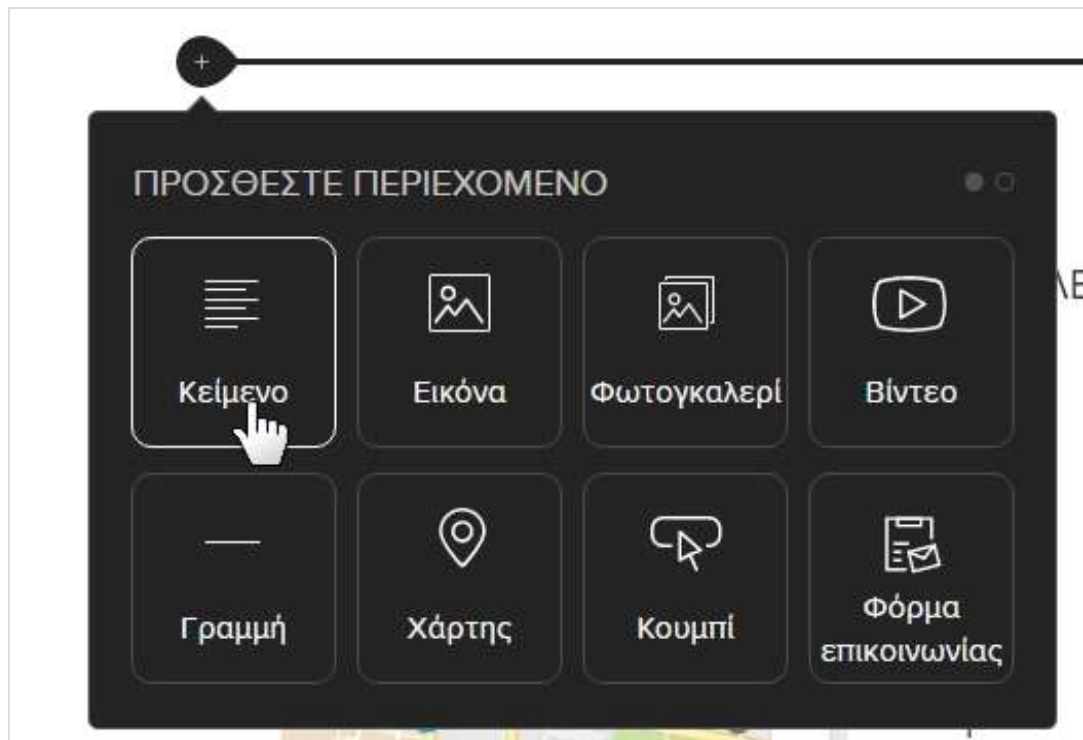 ΠΡΟΣΘΕΣΤΕ ΠΕΡΙΕΧΟΜΕΝΟ
Κείμενο
Εικόνα
Φωτογκαλερί
Βίντεο
Γραμμή
Χάρτης
Κουμπί
Φόρμα
επικοινωνίας